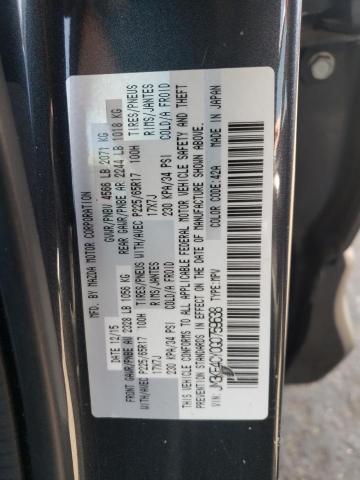 MFD. BY MAZDA MOTOR CORPORATION
DATE 12/15 GVWR/PNBV 4566 LB 2071 KG
FRONT GAWR/PNBE AV 2328 LB 1056 KG REAR GAWR/PNBE AR 2244 LB 1018 KG
TIRES/PNEUS TIRES/PNEUS
WITH/AVEC P225/65R17 100H WITH/AVEC P225/65R17 100H
RIMS/JANTES RIMS/JANTES
17X7J 17X7J
COLD/A FROID COLD/A FROID
230 KPA/34 PSI 230 KPA/34 PSI
THIS VEHICLE CONFORMS TO ALL APPLICABLE FEDERAL MOTOR VEHICLE SAFETY AND THEFT
PREVENTION STANDARDS IN EFFECT ON THE DATE OF MANUFACTURE SHOWN ABOVE.
TYPE: MPV COLOR: 42A MADE IN JAPAN